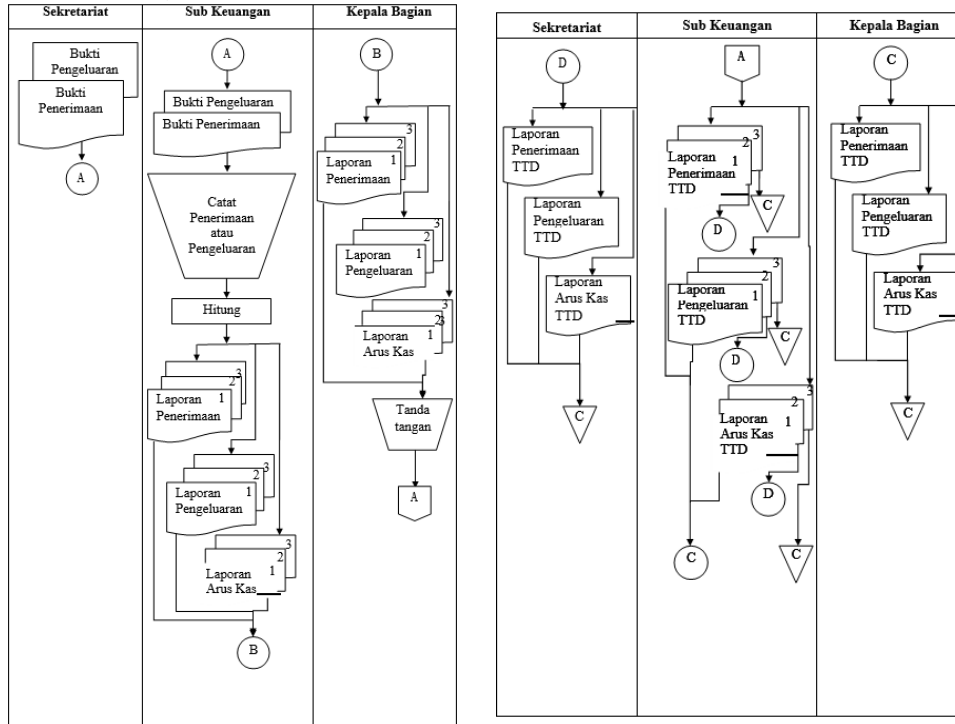 Sekretariat
Sub Keuangan
Kepala Bagian
Bukti
Pengeluaran
Bukti
Penerimaan
A
A
Bukti Pengeluaran
Bukti Penerimaan
Catat
Penerimaan
atau
Pengeluaran
Hitung
3
2
Laporan 1
Penerimaan
3
2
Laporan 1
Pengeluaran
3
2
Laporan 1
Arus Kas
B
B
3
2
Laporan 1
Penerimaan
3
2
Laporan 1
Pengeluaran
3
2
3
Laporan 1
Arus Kas
Tanda
tangan
A
Sekretariat
Sub Keuangan
Kepala Bagian
D
Laporan
Penerimaan
TTD
Laporan
Pengeluaran
TTD
Laporan
Arus Kas
TTD
C
A
3
2
Laporan 1
Penerimaan
TTD
C
D
3
2
Laporan 1
Pengeluaran
TTD
C
D
3
2
Laporan 1
Arus Kas
TTD
D
C
C
C
Laporan
Penerimaan
TTD
Laporan
Pengeluaran
TTD
Laporan
Arus Kas
TTD
C